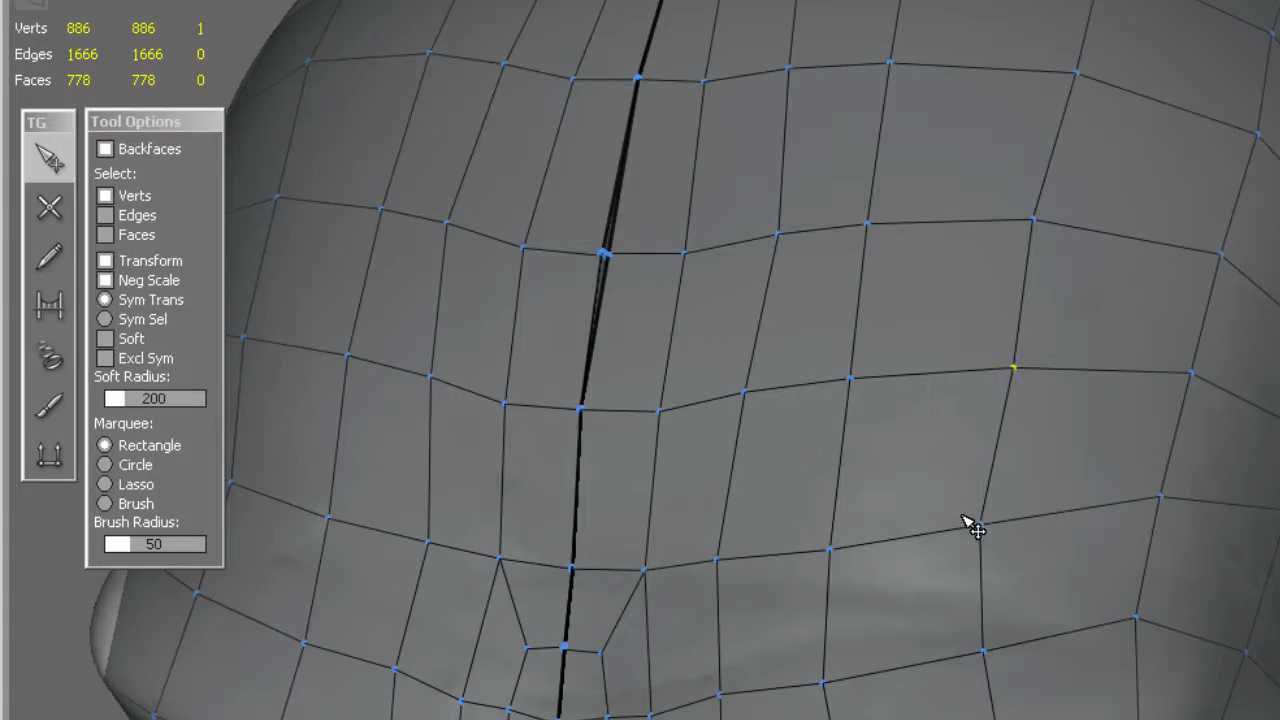 Verts 886 886 1
Edges 1666 1666 0
Faces 778 778 0
TG
Tool Options
Backfaces
Select:
Verts
Edges
Faces
Transform
Neg Scale
Sym Trans
Sym Sel
Soft
Excl Sym
Soft Radius:
200
Marquee:
Rectangle
Circle
Lasso
Brush
Brush Radius:
50